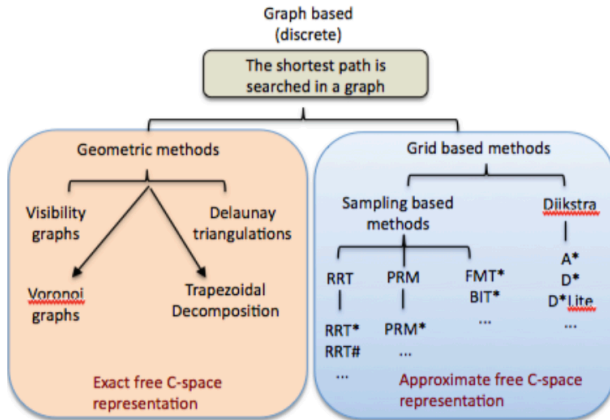 Graph based
(discrete)
The shortest path is
searched in a graph
Geometric methods
Visibility
graphs
Delaunay
triangulations
Voronoi
graphs
Trapezoidal
Decomposition
Exact free C-space
representation
Grid based methods
Sampling based
methods
Dijkstra
RRT
PRM
FMT*
BIT*
...
RRT*
RRT#
...
PRM*
...
A*
D*
D*Lite
...
Approximate free C-space
representation